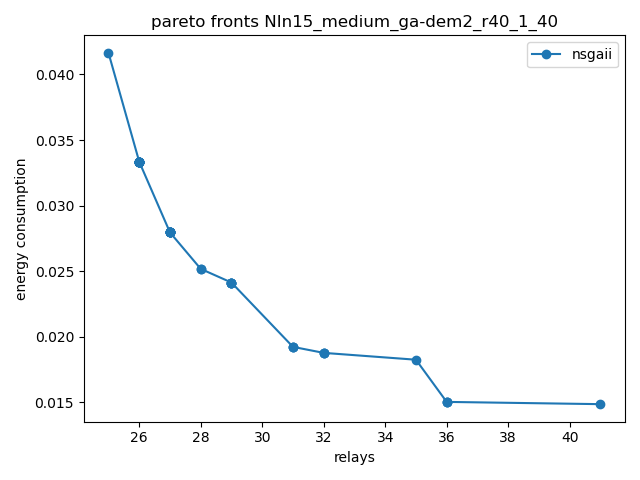 pareto fronts NIn15_medium_ga-dem2_r40_1_40
nsgaii
energy consumption
0.040
0.035
0.030
0.025
0.020
0.015
26 28 30 32 34 36 38 40
relays